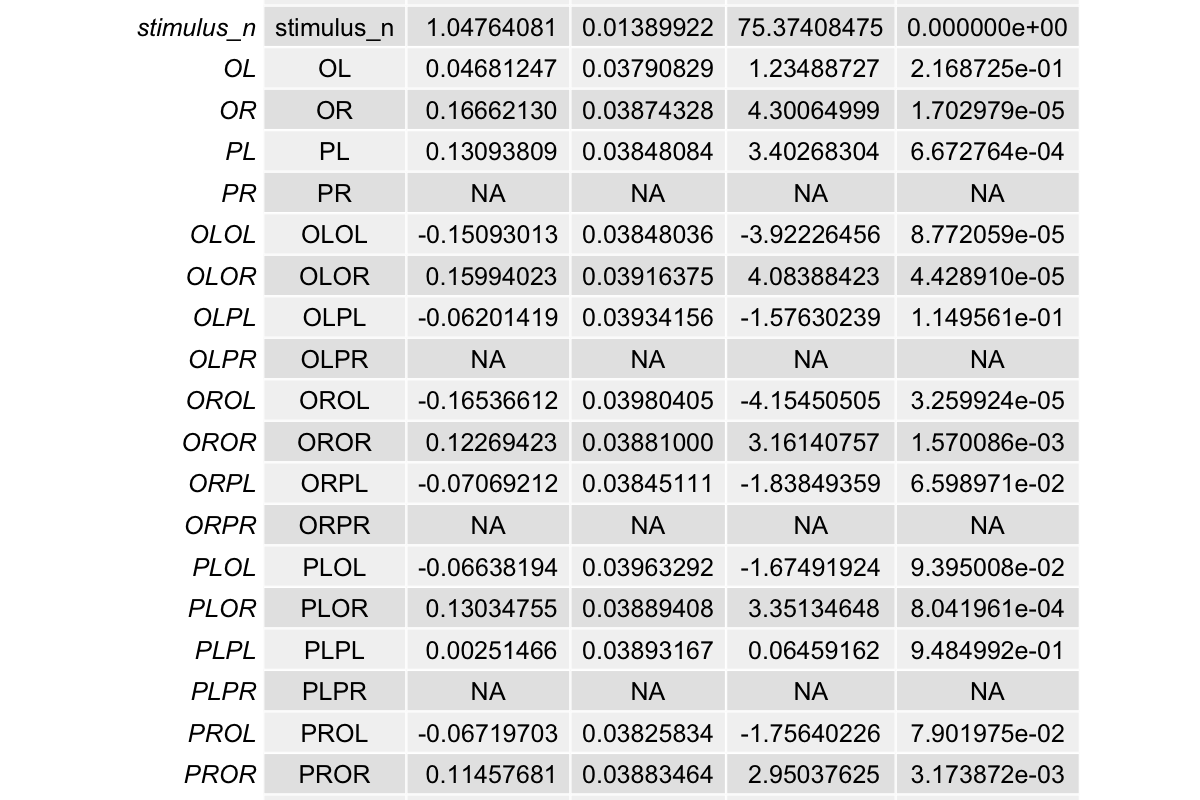 stimulus_n stimulus_n 1.04764081 0.01389922 75.37408475 0.000000e+00
OL OL 0.04681247 0.03790829 1.23488727 2.168725e-01
OR OR 0.16662130 0.03874328 4.30064999 1.702979e-05
PL PL 0.13093809 0.03848084 3.40268304 6.672764e-04
PR PR NA NA NA NA
OLOL OLOL -0.15093013 0.03848036 -3.92226456 8.772059e-05
OLOR OLOR 0.15994023 0.03916375 4.08388423 4.428910e-05
OLPL OLPL -0.06201419 0.03934156 -1.57630239 1.149561e-01
OLPR OLPR NA NA NA NA
OROL OROL -0.16536612 0.03980405 -4.15450505 3.259924e-05
OROR OROR 0.12269423 0.03881000 3.16140757 1.570086e-03
ORPL ORPL -0.07069212 0.03845111 -1.83849359 6.598971e-02
ORPR ORPR NA NA NA NA
PLOL PLOL -0.06638194 0.03963292 -1.67491924 9.395008e-02
PLOR PLOR 0.13034755 0.03889408 3.35134648 8.041961e-04
PLPL PLPL 0.00251466 0.03893167 0.06459162 9.484992e-01
PLPR PLPR NA NA NA NA
PROL PROL -0.06719703 0.03825834 -1.75640226 7.901975e-02
PROR PROR 0.11457681 0.03883464 2.95037625 3.173872e-03